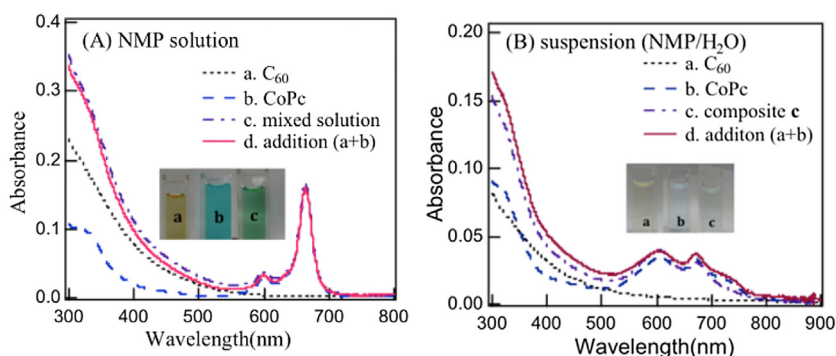 (A) NMP solution
a. C60
b. CoPc
c. mixed solution
d. addition (a+b)
a b c
Absorbance
0.4
0.3
0.2
0.1
0.0
300 400 500 600 700 800
Wavelength(nm)
(B) suspension (NMP/H2O)
a. C60
b. CoPc
c. composite c
d. additon (a+b)
a b c
Absorbance
0.20
0.15
0.10
0.05
0.00
300 400 500 600 700 800 900
Wavelength(nm)